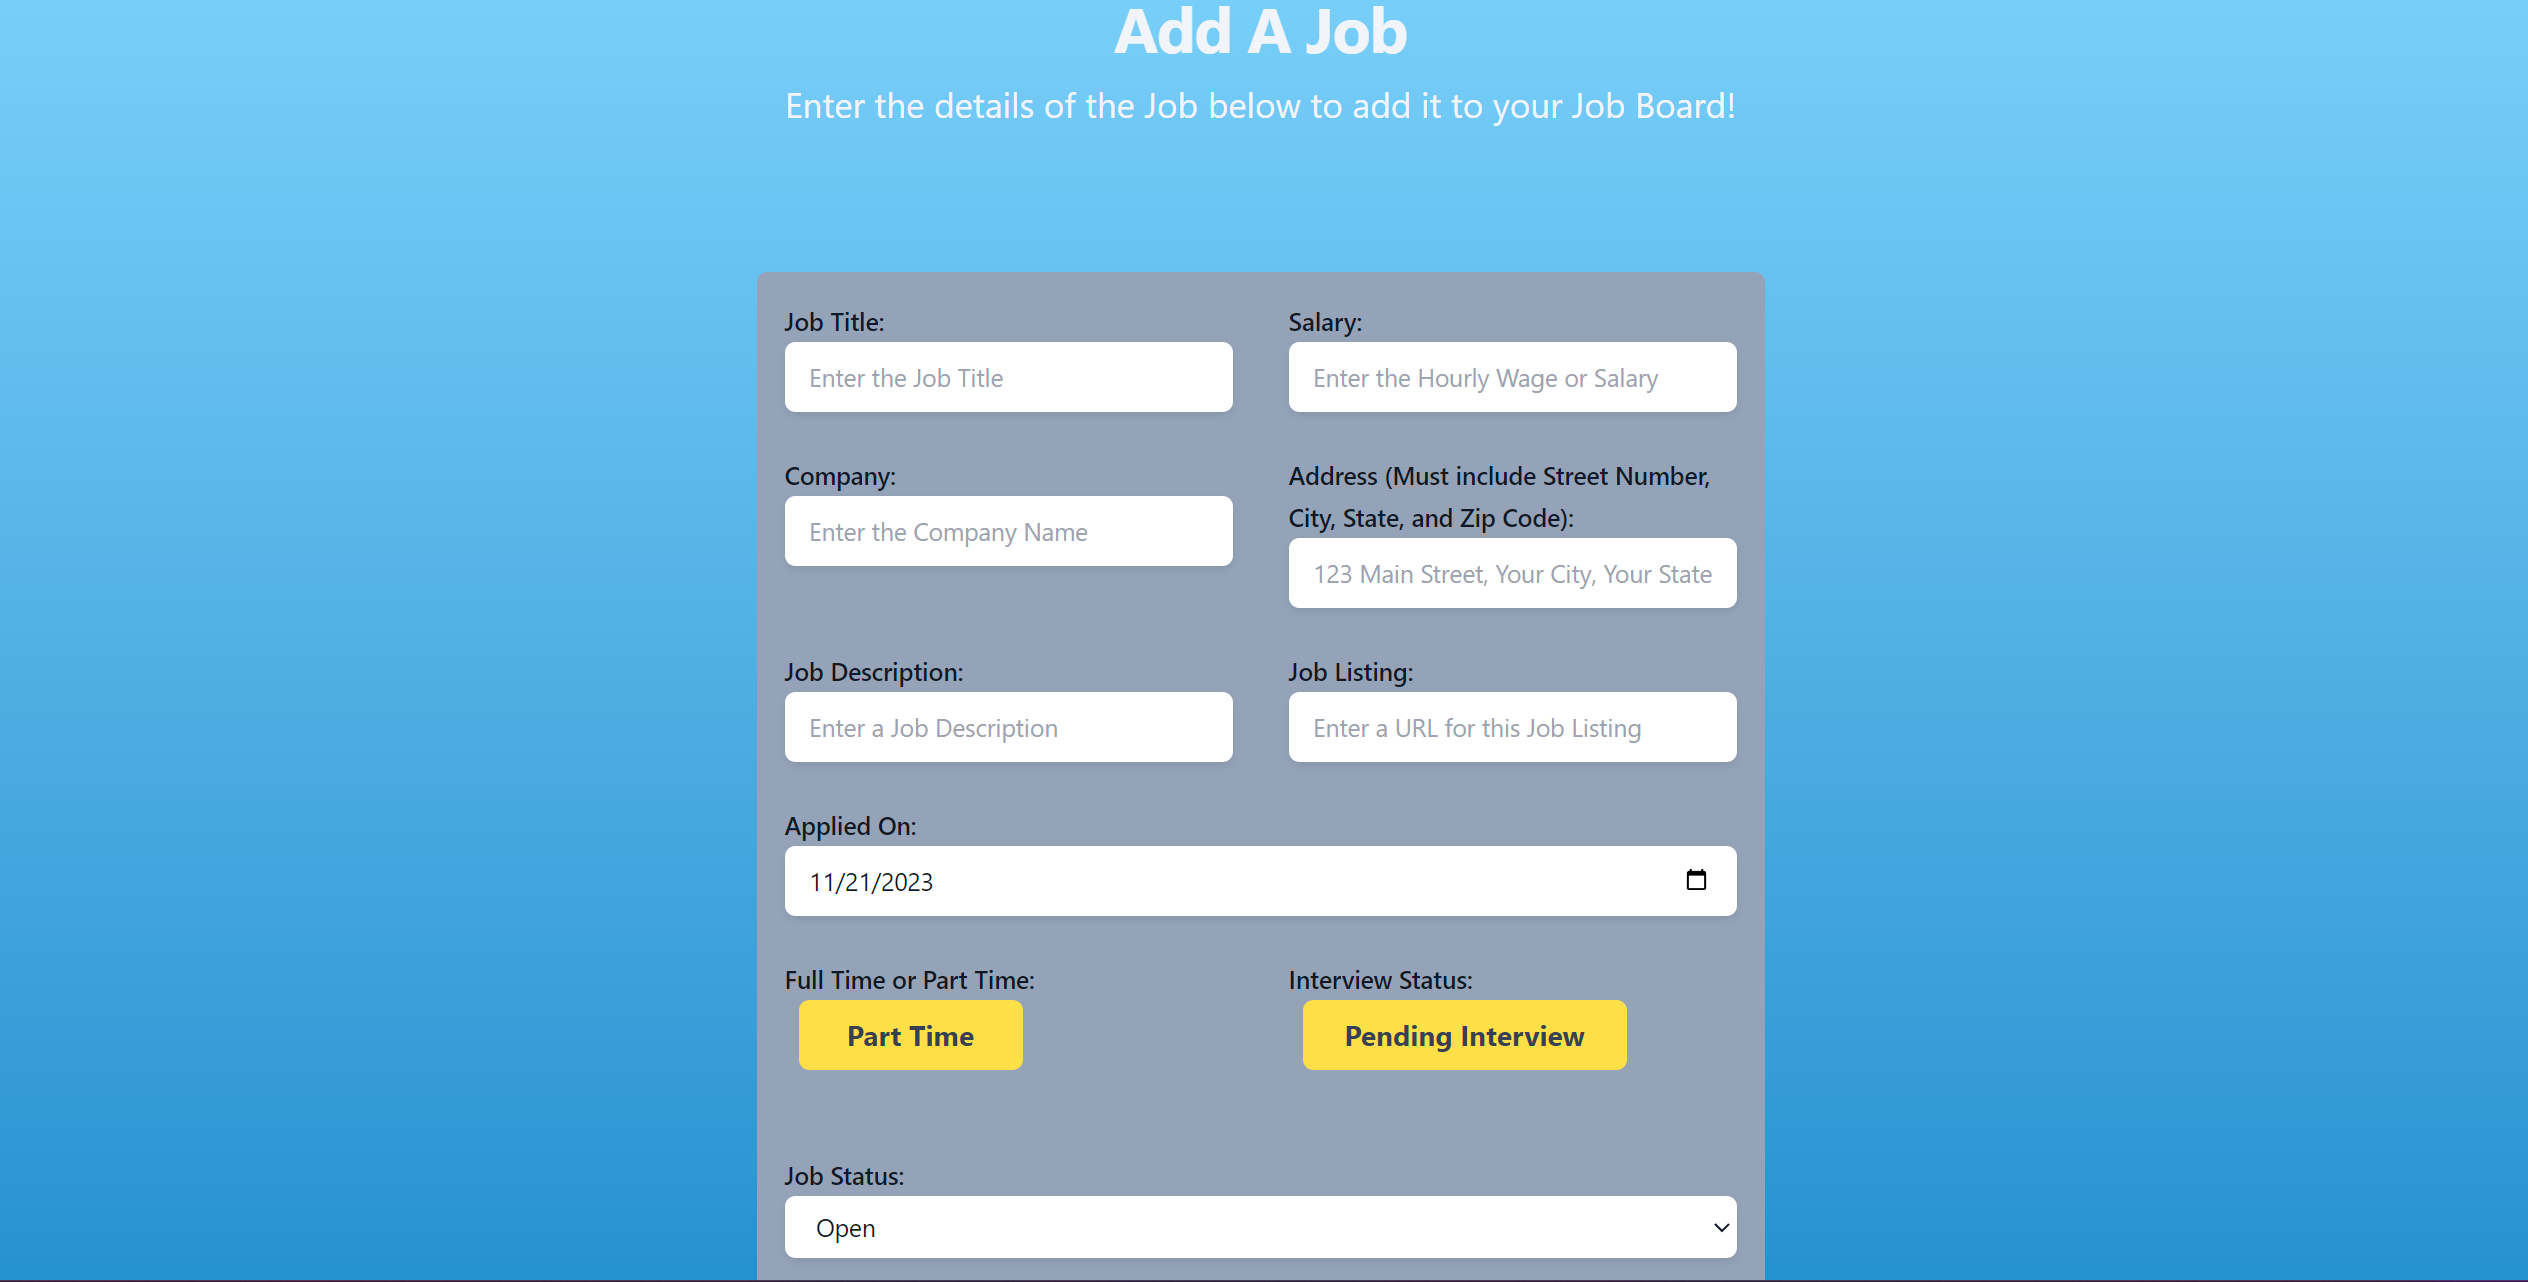 Add A Job
Enter the details of the Job below to add it to your Job Board!
Job Title:
Enter the Job Title
Salary:
Enter the Hourly Wage or Salary
Company:
Enter the Company Name
Address (Must include Street Number,
City, State, and Zip Code):
123 Main Street, Your City, Your State
Job Description:
Enter a Job Description
Job Listing:
Enter a URL for this Job Listing
Applied On:
11/21/2023
Full Time or Part Time:
Part Time
Interview Status:
Pending Interview
Job Status:
Open